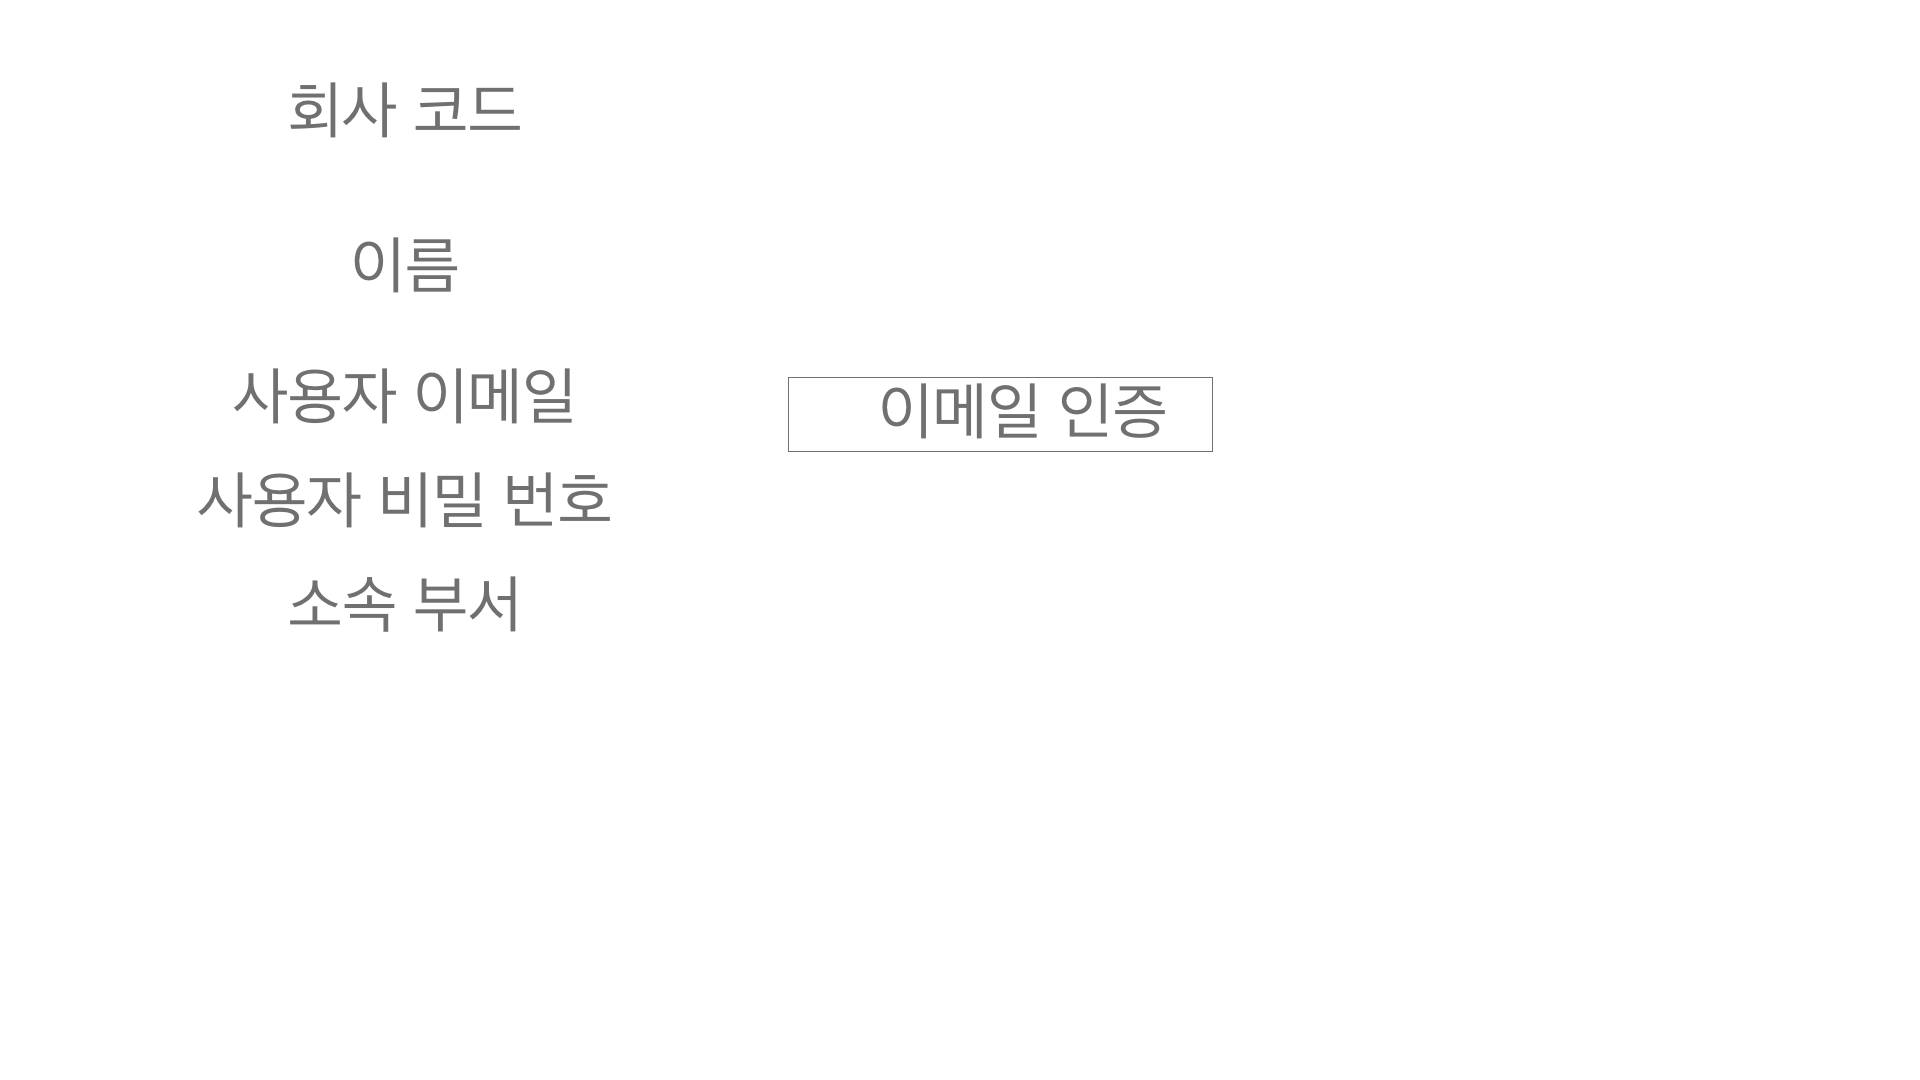 회사 코드
이름
사용자 이메일
이메일 인증
사용자 비밀 번호
소속 부서